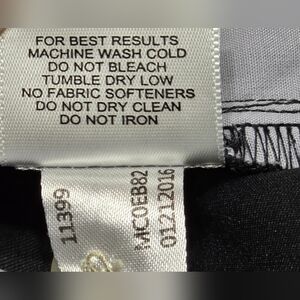 FOR BEST RESULTS
MACHINE WASH COLD
DO NOT BLEACH
TUMBLE DRY LOW
NO FABRIC SOFTENERS
DO NOT DRY CLEAN
DO NOT IRON
11399
MC0EB82
01212016